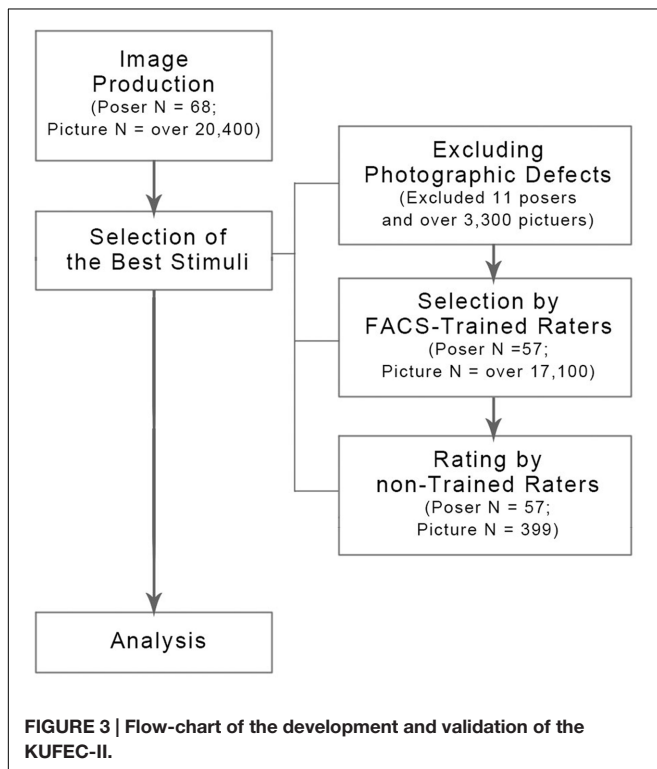 Image
Production
(Poser N = 68;
Picture N = over 20,400)
Selection of
the Best Stimuli
Excluding
Photographic Defects
(Excluded 11 posers
and over 3,300 pictuers)
Selection by
FACS-Trained Raters
(Poser N =57;
Picture N = over 17,100)
Rating by
non-Trained Raters
(Poser N = 57;
Picture N = 399)
Analysis
FIGURE 3 | Flow-chart of the development and validation of the
KUFEC-II.